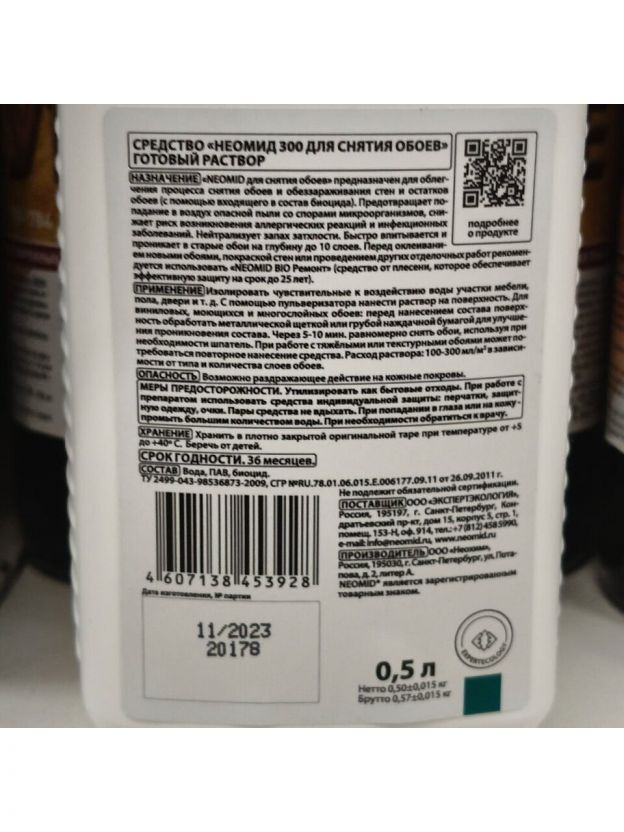 СРЕДСТВО «НЕОМИД 300 ДЛЯ СНЯТИЯ ОБОЕВ»
ГОТОВЫЙ РАСТВОР
НАЗНАЧЕНИЕ «NEOMID для снятия обоев» предназначен для облег-
чения процесса снятия обоев и обеззараживания стен и остатков
обоев (с помощью входящего в состав биоцида). Предотвращает по-
падание в воздух опасной пыли со спорами микроорганизмов, сни-
жает риск возникновения аллергических реакций и инфекционных
заболеваний. Нейтрализует запах затхлости. Быстро впитывается и
проникает в старые обои на глубину до 10 слоев. Перед оклеивани-
ем новыми обоями, покраской стен или проведением других отделочных работ рекомен-
дуется использовать «NEOMID BIO Ремонт» (средство от плесени, которое обеспечивает
эффективную защиту на срок до 25 лет).
подробнее
о продукте
ПРИМЕНЕНИЕ Изолировать чувствительные к воздействию воды участки мебели,
пола, двери и т. д. С помощью пульверизатора нанести раствор на поверхность. Для
виниловых, моющихся и многослойных обоев: перед нанесением состава поверх-
ность обработать металлической щеткой или грубой наждачной бумагой для улучше-
ния проникновения состава. Через 5-10 мин. равномерно снять обои, используя при
необходимости шпатель. При работе с тяжёлыми или текстурными обоями может по-
требоваться повторное нанесение средства. Расход раствора: 100-300 мл/м² в зависи-
мости от типа и количества слоев обоев.
ОПАСНОСТЬ Возможно раздражающее действие на кожные покровы.
МЕРЫ ПРЕДОСТОРОЖНОСТИ. Утилизировать как бытовые отходы. При работе с
препаратом использовать средства индивидуальной защиты: перчатки, защит-
ную одежду, очки. Пары средства не вдыхать. При попадании в глаза или на кожу -
промыть большим количеством воды. При необходимости обратиться к врачу.
ХРАНЕНИЕ Хранить в плотно закрытой оригинальной таре при температуре от +5
до +40° С. Беречь от детей.
СРОК ГОДНОСТИ. 36 месяцев.
СОСТАВ Вода, ПАВ, биоцид.
ТУ 2499-043-98536873-2009, СГР №RU.78.01.06.015.Е.006177.09.11 от 26.09.2011 г.
Не подлежит обязательной сертификации.
ПОСТАВЩИК ООО «ЭКСПЕРТЭКОЛОГИЯ»,
Россия, 195197, г. Санкт-Петербург, Кон-
дратьевский пр-кт, дом 15, корпус 5, стр. 1,
помещ. 153-Н, оф. 914, тел.: +7 (812) 458 5990,
e-mail: info@neomid.ru, www.neomid.ru
ПРОИЗВОДИТЕЛЬ ООО «Неохим»,
Россия, 195030, г. Санкт-Петербург, ул. Пота-
пова, д. 2, литер А.
NEOMID® является зарегистрированным
товарным знаком.
4 607138 453928
Дата изготовления, № партии
11/2023
20178
0,5 л
Нетто 0,50±0,015 кг
Брутто 0,57±0,015 кг
EXPERTECOLOGY